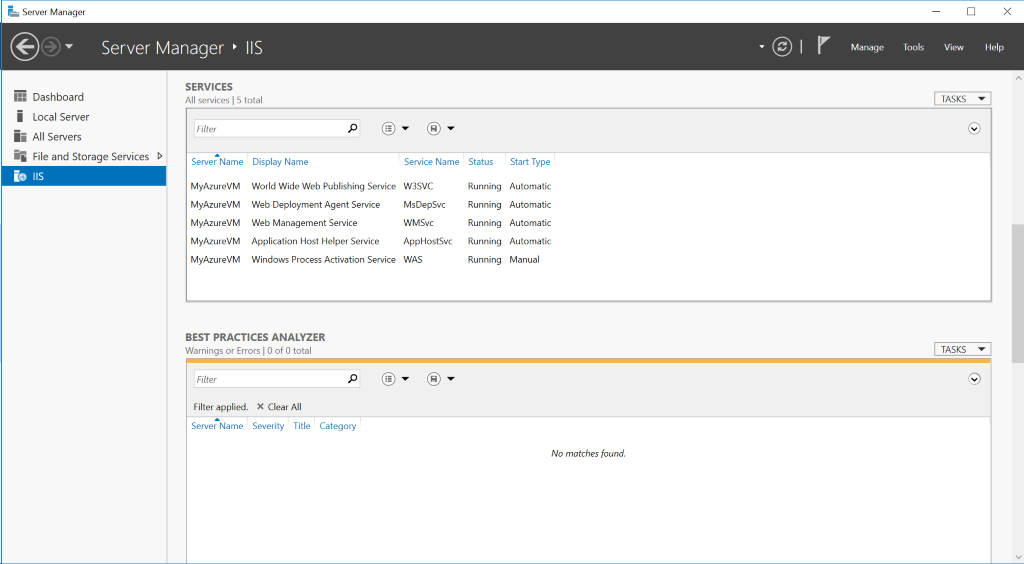 Server Manager
Server Manager ‣ IIS
Manage Tools View Help
Dashboard
Local Server
All Servers
File and Storage Services
IIS
SERVICES
All services | 5 total
TASKS
Filter
Server Name Display Name Service Name Status Start Type
MyAzureVM World Wide Web Publishing Service W3SVC Running Automatic
MyAzureVM Web Deployment Agent Service MsDepSvc Running Automatic
MyAzureVM Web Management Service WMSvc Running Automatic
MyAzureVM Application Host Helper Service AppHostSvc Running Automatic
MyAzureVM Windows Process Activation Service WAS Running Manual
BEST PRACTICES ANALYZER
Warnings or Errors | 0 of 0 total
TASKS
Filter
Filter applied. ✕ Clear All
Server Name Severity Title Category
No matches found.